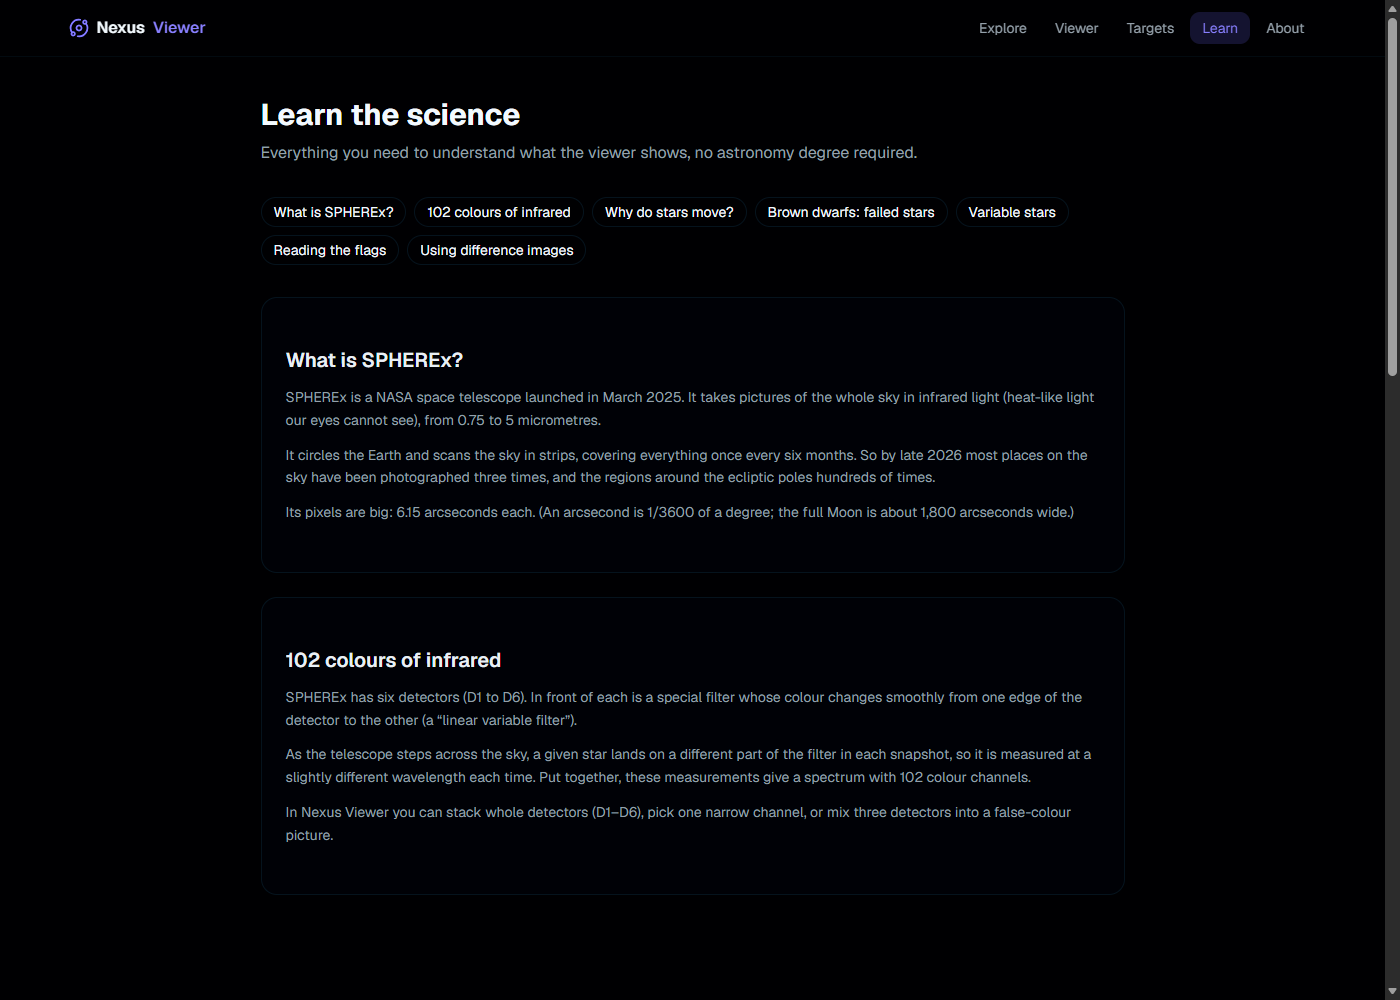 Nexus Viewer
Explore Viewer Targets Learn About
Learn the science
Everything you need to understand what the viewer shows, no astronomy degree required.
What is SPHEREx? 102 colours of infrared Why do stars move? Brown dwarfs: failed stars Variable stars
Reading the flags Using difference images
What is SPHEREx?
SPHEREx is a NASA space telescope launched in March 2025. It takes pictures of the whole sky in infrared light (heat-like light
our eyes cannot see), from 0.75 to 5 micrometres.
It circles the Earth and scans the sky in strips, covering everything once every six months. So by late 2026 most places on the
sky have been photographed three times, and the regions around the ecliptic poles hundreds of times.
Its pixels are big: 6.15 arcseconds each. (An arcsecond is 1/3600 of a degree; the full Moon is about 1,800 arcseconds wide.)
102 colours of infrared
SPHEREx has six detectors (D1 to D6). In front of each is a special filter whose colour changes smoothly from one edge of the
detector to the other (a “linear variable filter”).
As the telescope steps across the sky, a given star lands on a different part of the filter in each snapshot, so it is measured at a
slightly different wavelength each time. Put together, these measurements give a spectrum with 102 colour channels.
In Nexus Viewer you can stack whole detectors (D1–D6), pick one narrow channel, or mix three detectors into a false-colour
picture.